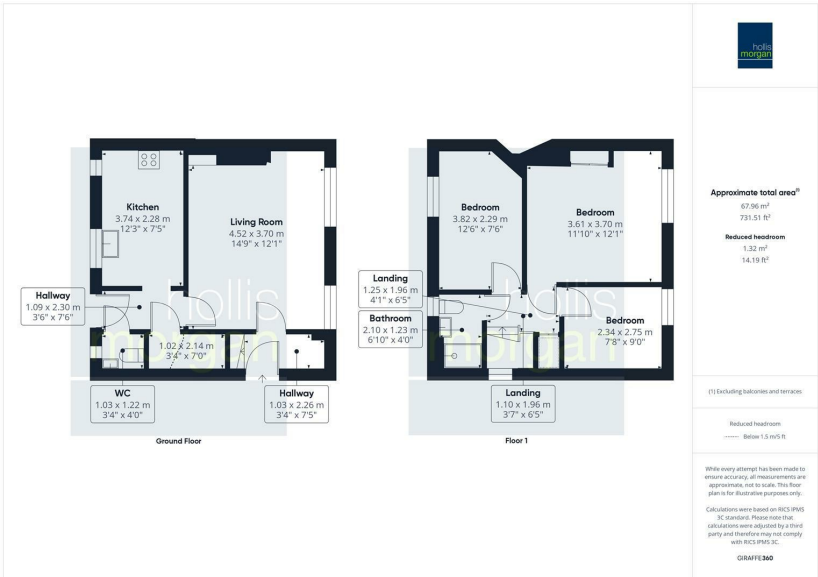 Kitchen
3.74 x 2.28 m
12'3" x 7'5"
Living Room
4.52 x 3.70 m
14'9" x 12'1"
Hallway
1.09 x 2.30 m
3'6" x 7'6"
1.02 x 2.14 m
3'4" x 7'0"
WC
1.03 x 1.22 m
3'4" x 4'0"
Hallway
1.03 x 2.26 m
3'4" x 7'5"
hollis
morgan
Ground Floor
Bedroom
3.82 x 2.29 m
12'6" x 7'6"
Bedroom
3.61 x 3.70 m
11'10" x 12'1"
Landing
1.25 x 1.96 m
4'1" x 6'5"
Bathroom
2.10 x 1.23 m
6'10" x 4'0"
Bedroom
2.34 x 2.75 m
7'8" x 9'0"
Landing
1.10 x 1.96 m
3'7" x 6'5"
hollis
morgan
Floor 1
hollis
morgan
Approximate total area⁽¹⁾
67.96 m²
731.51 ft²
Reduced headroom
1.32 m²
14.19 ft²
(1) Excluding balconies and terraces
Reduced headroom
------- Below 1.5 m/5 ft
While every attempt has been made to
ensure accuracy, all measurements are
approximate, not to scale. This floor
plan is for illustrative purposes only.
Calculations were based on RICS IPMS
3C standard. Please note that
calculations were adjusted by a third
party and therefore may not comply
with RICS IPMS 3C.
GIRAFFE360